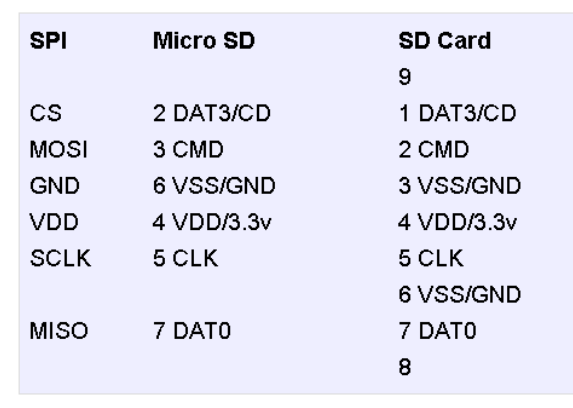 SPI Micro SD SD Card
9
CS 2 DAT3/CD 1 DAT3/CD
MOSI 3 CMD 2 CMD
GND 6 VSS/GND 3 VSS/GND
VDD 4 VDD/3.3v 4 VDD/3.3v
SCLK 5 CLK 5 CLK
6 VSS/GND
MISO 7 DAT0 7 DAT0
8